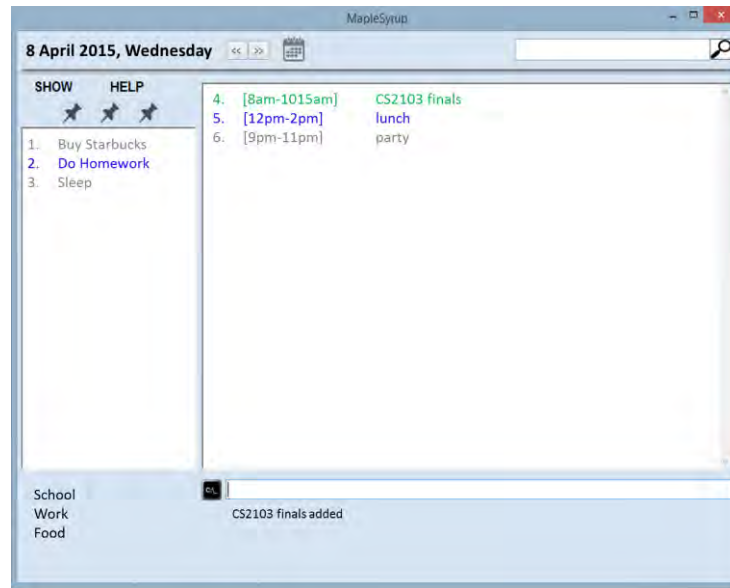 MapleSyrup
8 April 2015, Wednesday << >>
SHOW HELP
1. Buy Starbucks
2. Do Homework
3. Sleep
4. [8am-1015am] CS2103 finals
5. [12pm-2pm] lunch
6. [9pm-11pm] party
School
Work
Food
C:\_
CS2103 finals added